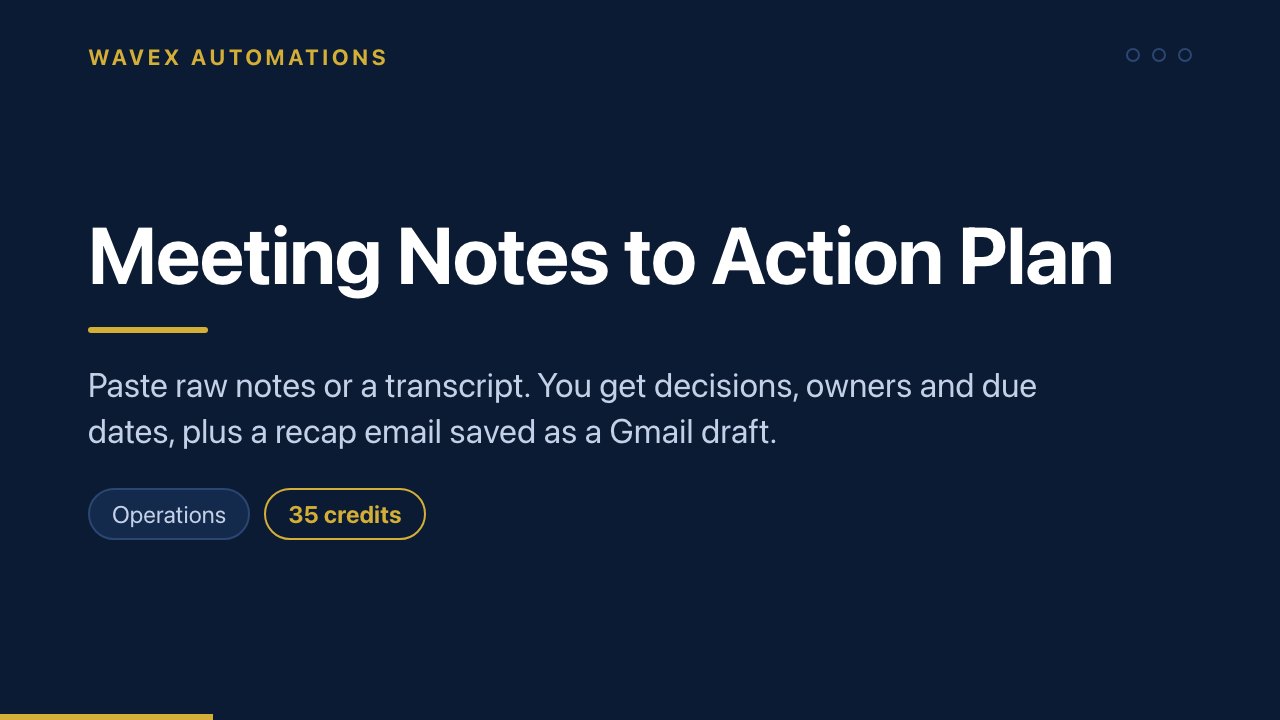 WAVEX AUTOMATIONS
Meeting Notes to Action Plan
Paste raw notes or a transcript. You get decisions, owners and due
dates, plus a recap email saved as a Gmail draft.
Operations
35 credits